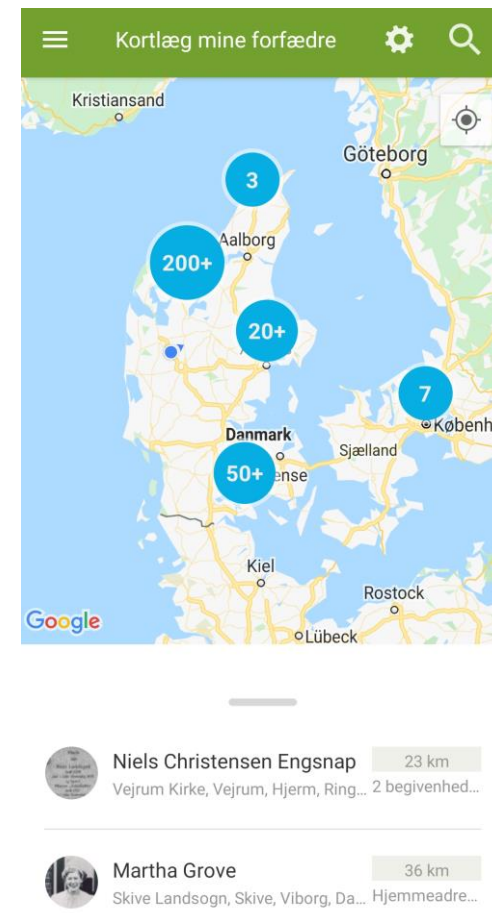 Kortlæg mine forfædre
Kristiansand
Göteborg
3
Aalborg
200+
20+
7
Københ
Danmark
Sjælland
50+
ense
Kiel
Rostock
Google
Lübeck
Niels Christensen Engsnap
23 km
Vejrum Kirke, Vejrum, Hjerm, Ring...
2 begivenhed...
Martha Grove
36 km
Skive Landsogn, Skive, Viborg, Da...
Hjemmeadre...